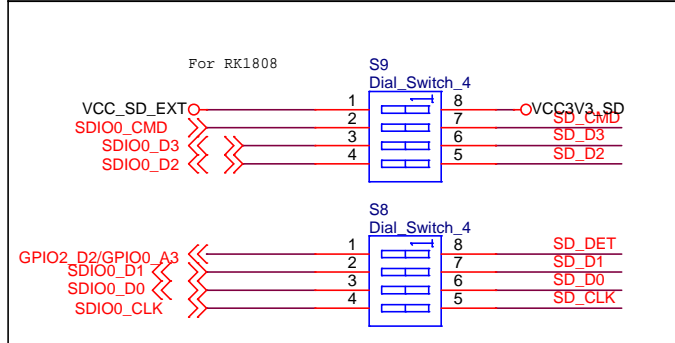 For RK1808
S9
Dial_Switch_4
VCC_SD_EXT 1 8 VCC3V3_SD
SDIO0_CMD 2 7 SD_CMD
SDIO0_D3 3 6 SD_D3
SDIO0_D2 4 5 SD_D2
S8
Dial_Switch_4
GPIO2_D2/GPIO0_A3 1 8 SD_DET
SDIO0_D1 2 7 SD_D1
SDIO0_D0 3 6 SD_D0
SDIO0_CLK 4 5 SD_CLK